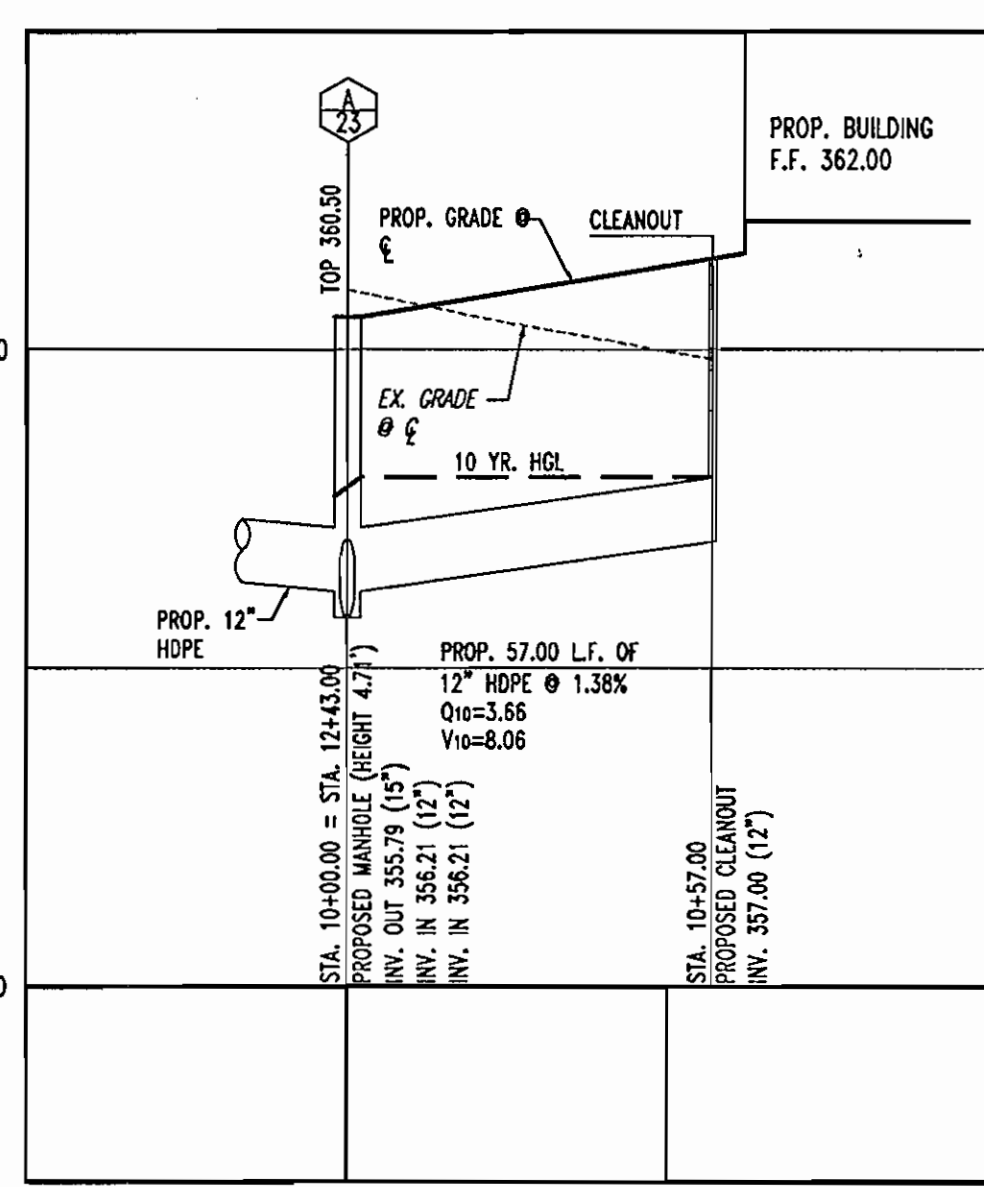 A
23
PROP. BUILDING
F.F. 362.00
TOP 360.50
PROP. GRADE @
℄
CLEANOUT
0
EX. GRADE
@ ℄
10 YR. HGL
PROP. 12"
HDPE
PROP. 57.00 L.F. OF
12" HDPE @ 1.38%
Q10=3.66
V10=8.06
STA. 10+00.00 = STA. 12+43.00
PROPOSED MANHOLE (HEIGHT 4.71')
INV. OUT 355.79 (15")
INV. IN 356.21 (12")
INV. IN 356.21 (12")
STA. 10+57.00
PROPOSED CLEANOUT
INV. 357.00 (12")
0